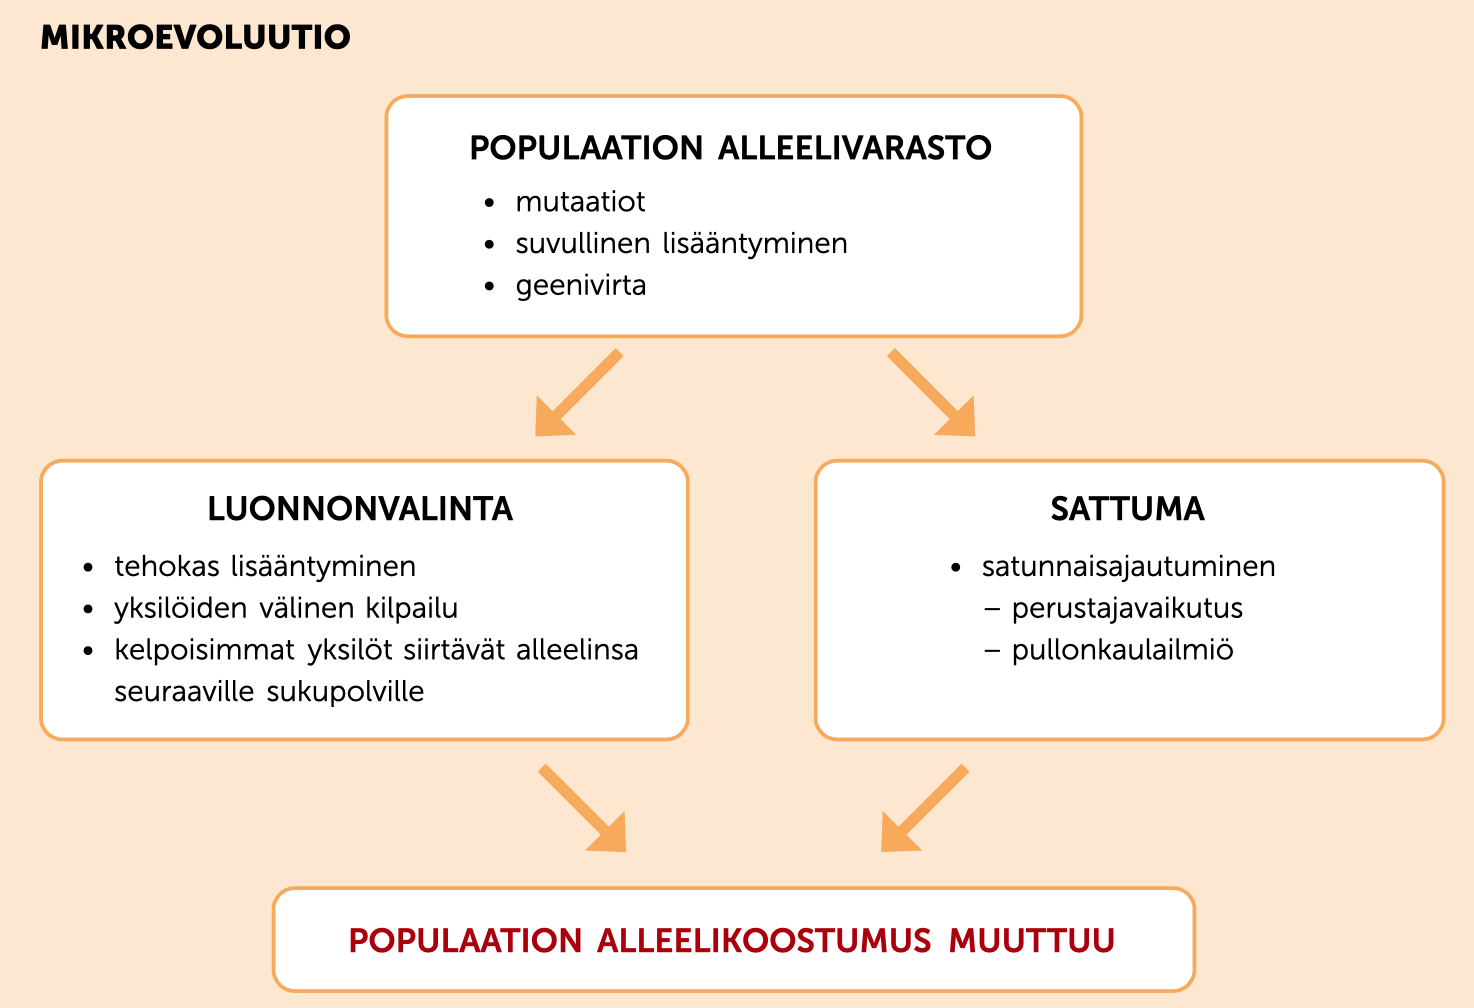 MIKROEVOLUUTIO
POPULAATION ALLEELIVARASTO
• mutaatiot
• suvullinen lisääntyminen
• geenivirta
LUONNONVALINTA
• tehokas lisääntyminen
• yksilöiden välinen kilpailu
• kelpoisimmat yksilöt siirtävät alleelinsa
seuraaville sukupolville
SATTUMA
• satunnaisajautuminen
– perustajavaikutus
– pullonkaulailmiö
POPULAATION ALLEELIKOOSTUMUS MUUTTUU